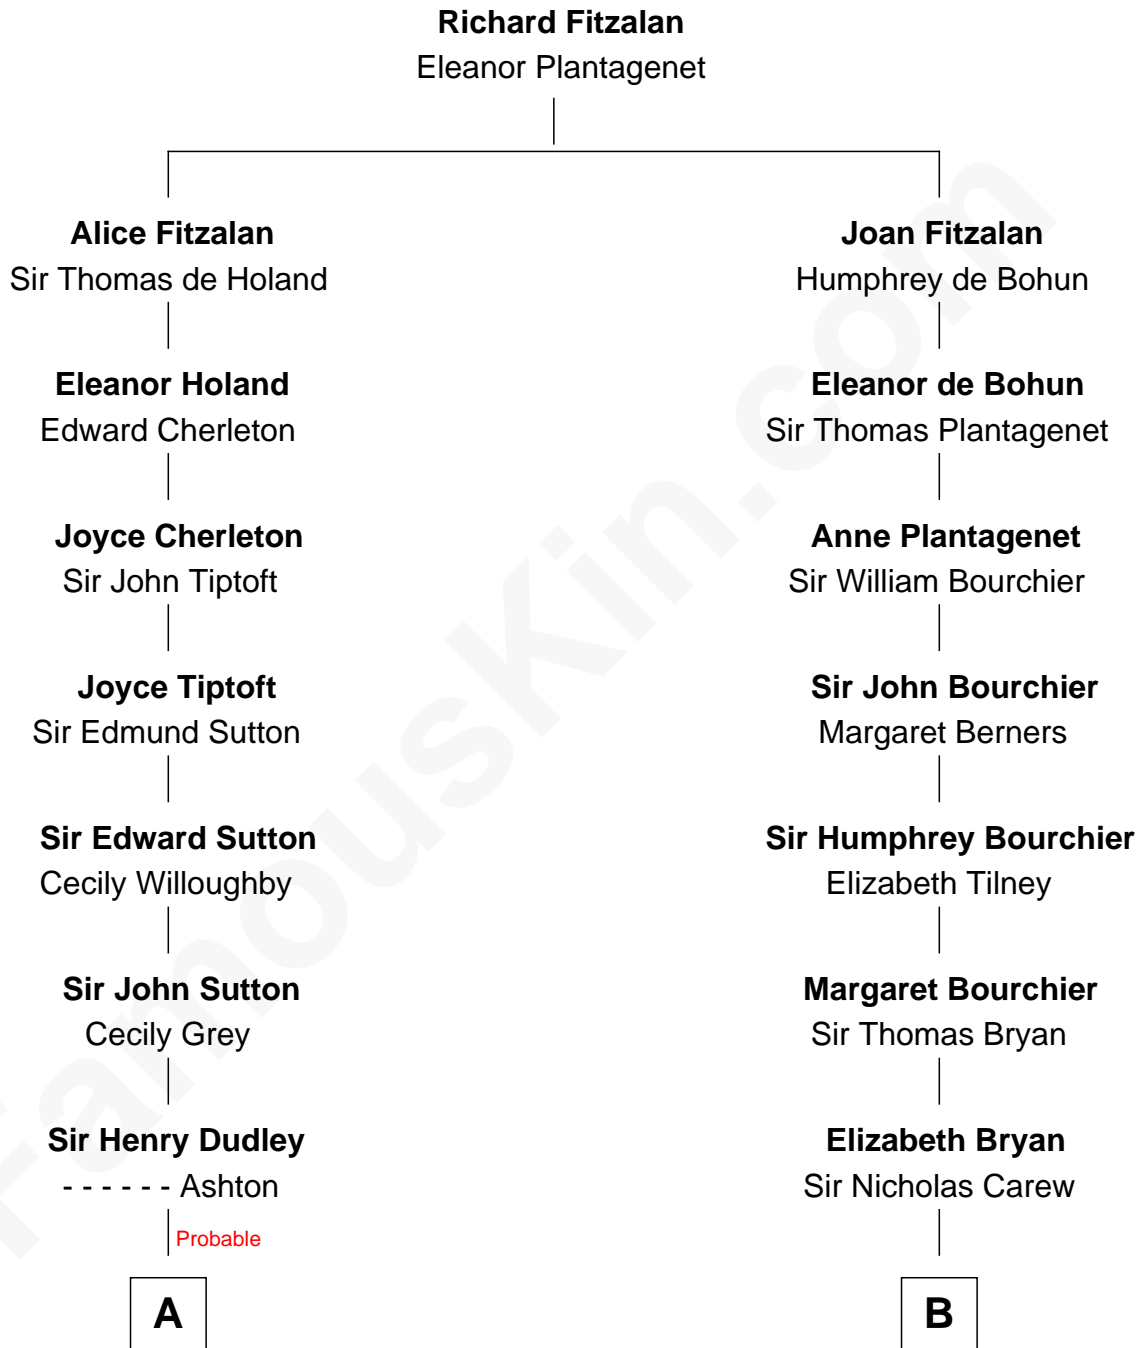 Richard Fitzalan
Eleanor Plantagenet
Alice Fitzalan
Sir Thomas de Holand
Eleanor Holand
Edward Cherleton
Joyce Cherleton
Sir John Tiptoft
Joyce Tiptoft
Sir Edmund Sutton
Sir Edward Sutton
Cecily Willoughby
Sir John Sutton
Cecily Grey
Sir Henry Dudley
- - - - - - Ashton
Probable
A
Joan Fitzalan
Humphrey de Bohun
Eleanor de Bohun
Sir Thomas Plantagenet
Anne Plantagenet
Sir William Bourchier
Sir John Bourchier
Margaret Berners
Sir Humphrey Bourchier
Elizabeth Tilney
Margaret Bourchier
Sir Thomas Bryan
Elizabeth Bryan
Sir Nicholas Carew
B
FamousKin.com